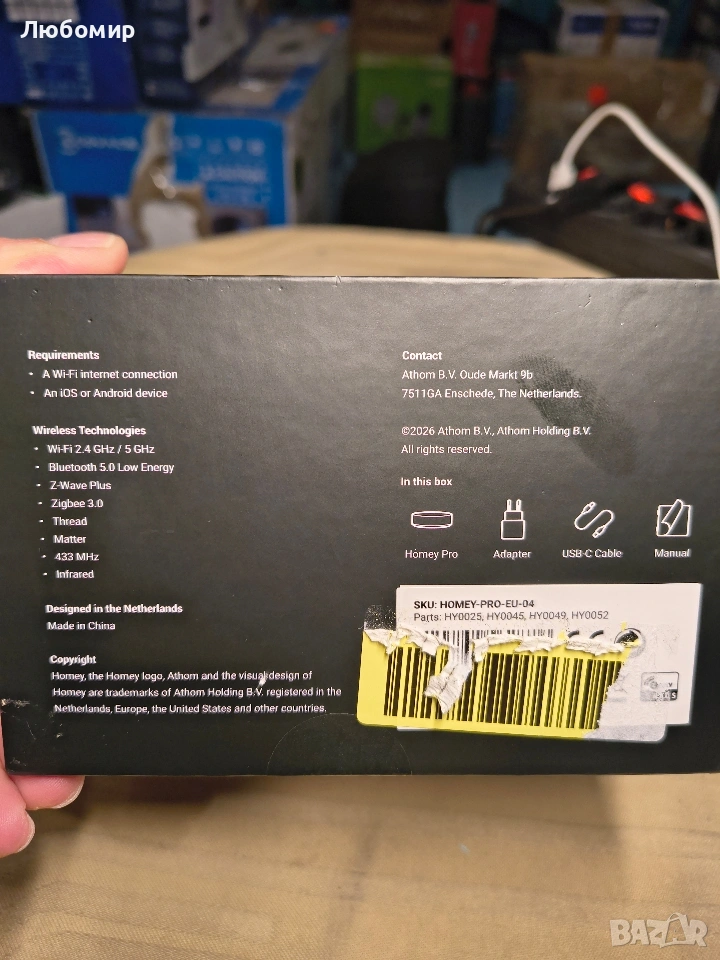 Любомир
Requirements
· A Wi-Fi internet connection
· An iOS or Android device
Wireless Technologies
· Wi-Fi 2.4 GHz / 5 GHz
· Bluetooth 5.0 Low Energy
· Z-Wave Plus
· Zigbee 3.0
· Thread
· Matter
· 433 MHz
· Infrared
Designed in the Netherlands
Made in China
Copyright
Homey, the Homey logo, Athom and the visual design of
Homey are trademarks of Athom Holding B.V. registered in the
Netherlands, Europe, the United States and other countries.
Contact
Athom B.V. Oude Markt 9b
7511GA Enschede, The Netherlands.
©2026 Athom B.V., Athom Holding B.V.
All rights reserved.
In this box
Homey Pro
Adapter
USB-C Cable
Manual
SKU: HOMEY-PRO-EU-04
Parts: HY0025, HY0045, HY0049, HY0052
BAZAR